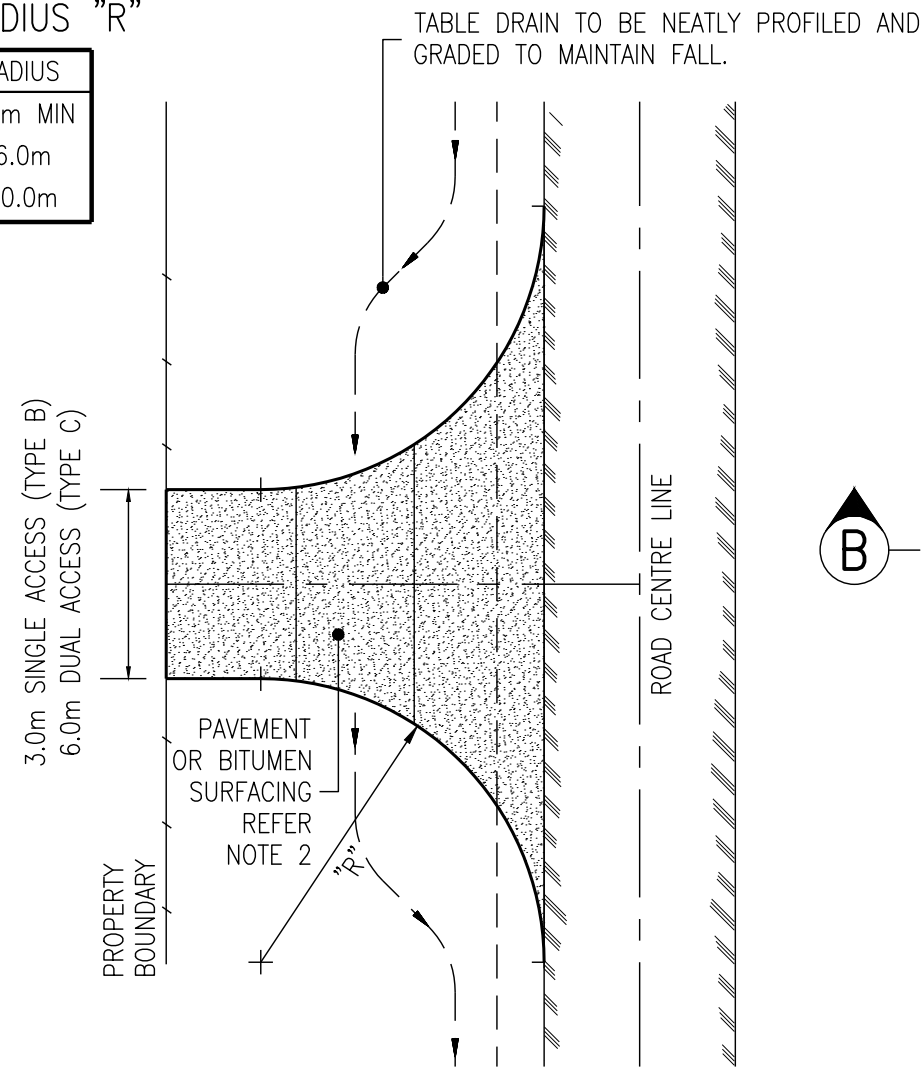 DIUS "R"
ADIUS
m MIN
6.0m
0.0m
TABLE DRAIN TO BE NEATLY PROFILED AND
GRADED TO MAINTAIN FALL.
3.0m SINGLE ACCESS (TYPE B)
6.0m DUAL ACCESS (TYPE C)
ROAD CENTRE LINE
B
PAVEMENT
OR BITUMEN
SURFACING
REFER
NOTE 2
"R"
PROPERTY
BOUNDARY